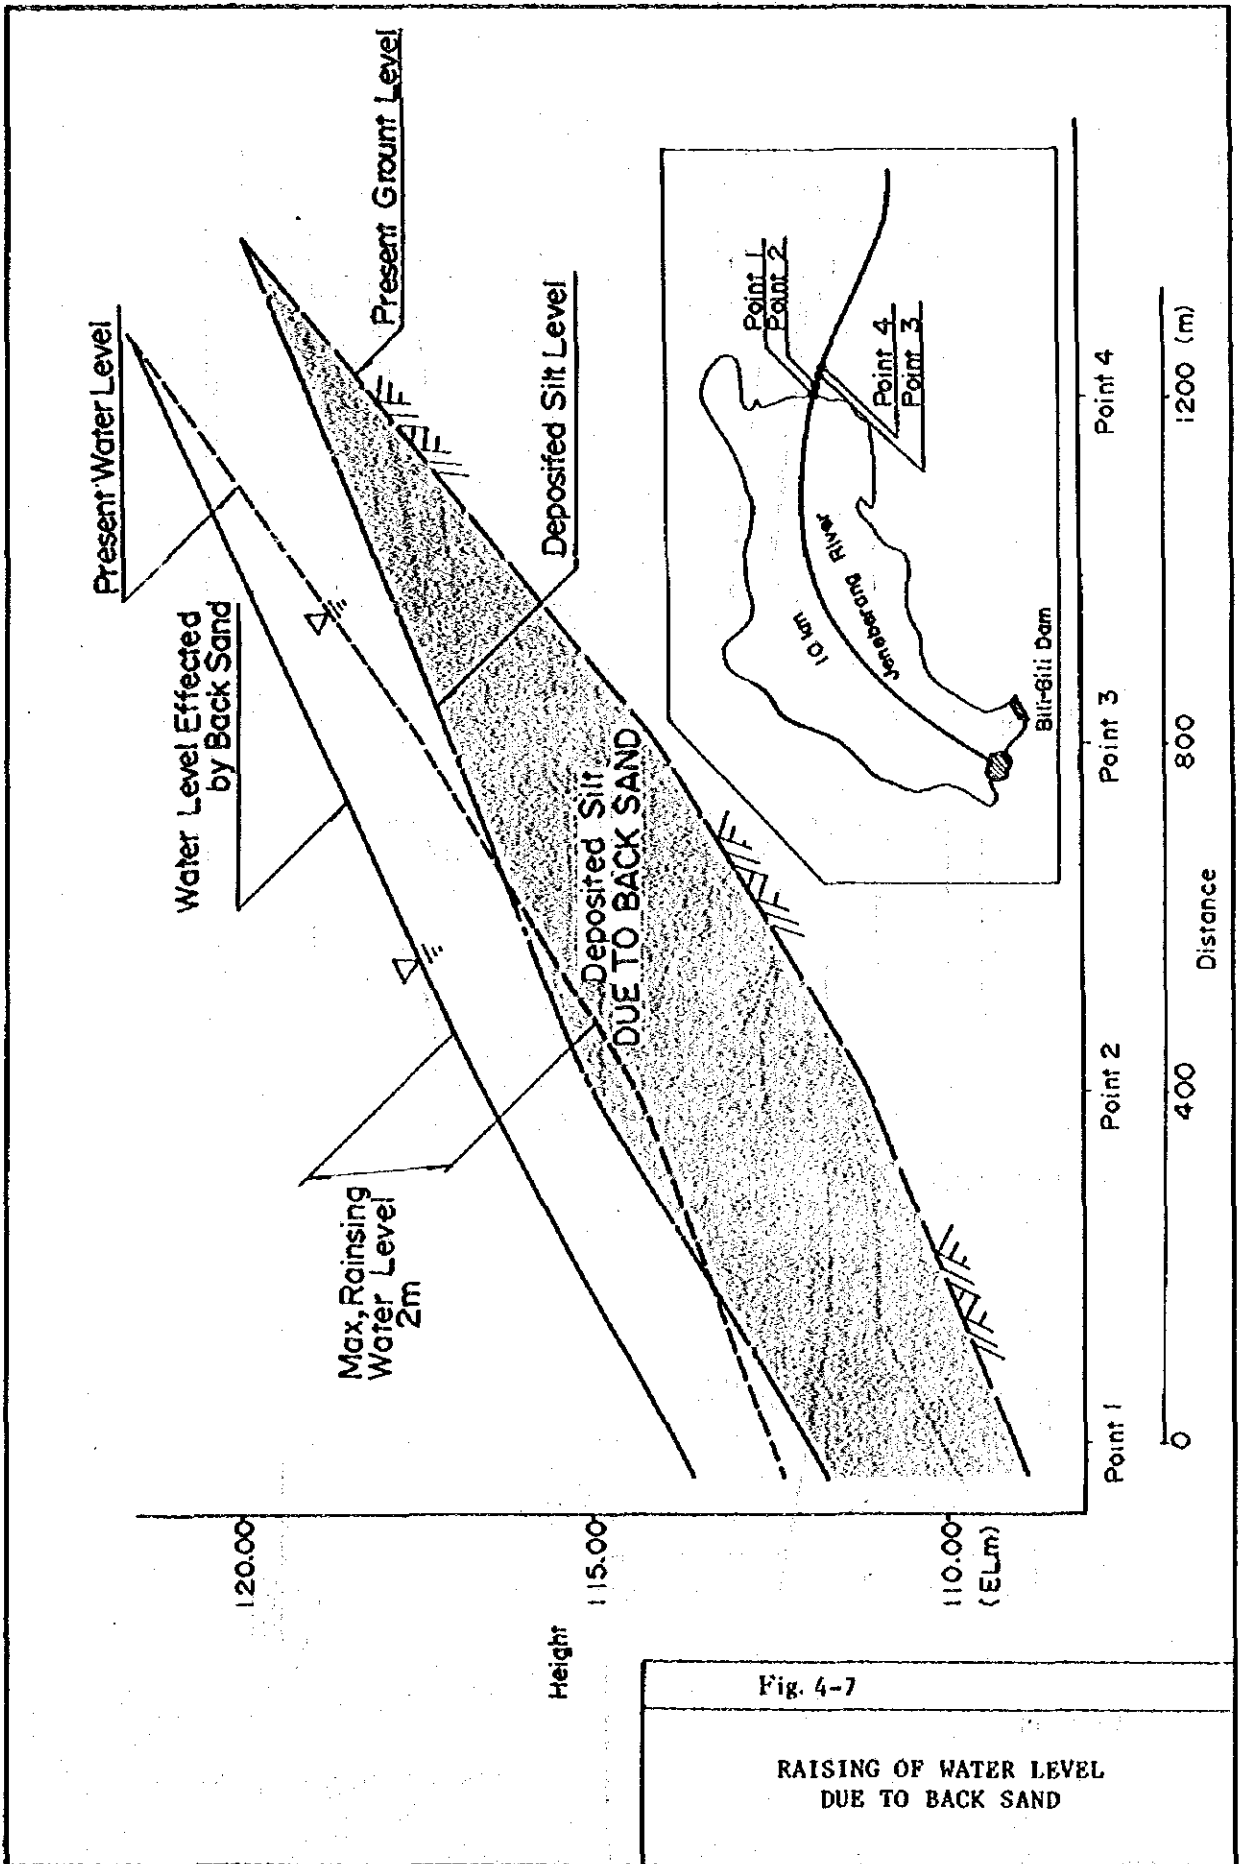 Present Water Level
Water Level Effected
by Back Sand
Present Grount Level
Deposifed Silt Level
Max, Rainsing
Water Level
2m
Deposited Silt
DUE TO BACK SAND
Point 1
Point 2
Point 4
Point 3
10 km
Jeneberang River
Bili-Bili Dam
Height
120.00
115.00
110.00
(EL.m)
Point 1
Point 2
Point 3
Point 4
0
400
800
1200 (m)
Distance
Fig. 4-7
RAISING OF WATER LEVEL
DUE TO BACK SAND